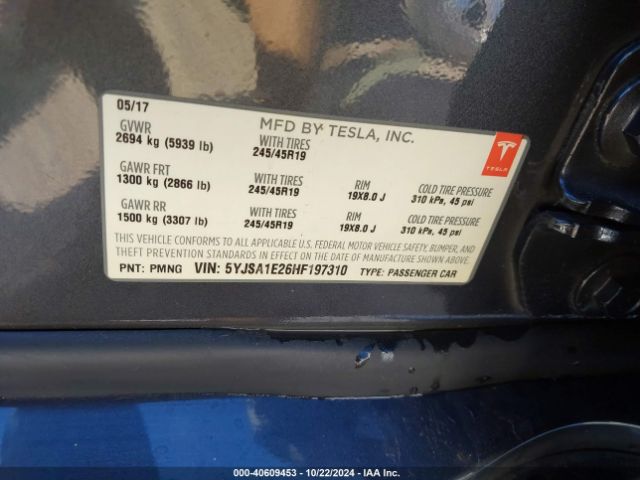 05/17
MFD BY TESLA, INC.
TESLA
GVWR
2694 kg (5939 lb)
WITH TIRES
245/45R19
GAWR FRT
1300 kg (2866 lb)
WITH TIRES
245/45R19
RIM
19X8.0 J
COLD TIRE PRESSURE
310 kPa, 45 psi
GAWR RR
1500 kg (3307 lb)
WITH TIRES
245/45R19
RIM
19X8.0 J
COLD TIRE PRESSURE
310 kPa, 45 psi
THIS VEHICLE CONFORMS TO ALL APPLICABLE U.S. FEDERAL MOTOR VEHICLE SAFETY, BUMPER, AND
THEFT PREVENTION STANDARDS IN EFFECT ON THE DATE OF MANUFACTURE SHOWN ABOVE.
PNT: PMNG VIN: 5YJSA1E26HF197310 TYPE: PASSENGER CAR
000-40609453 - 10/22/2024 - IAA Inc.